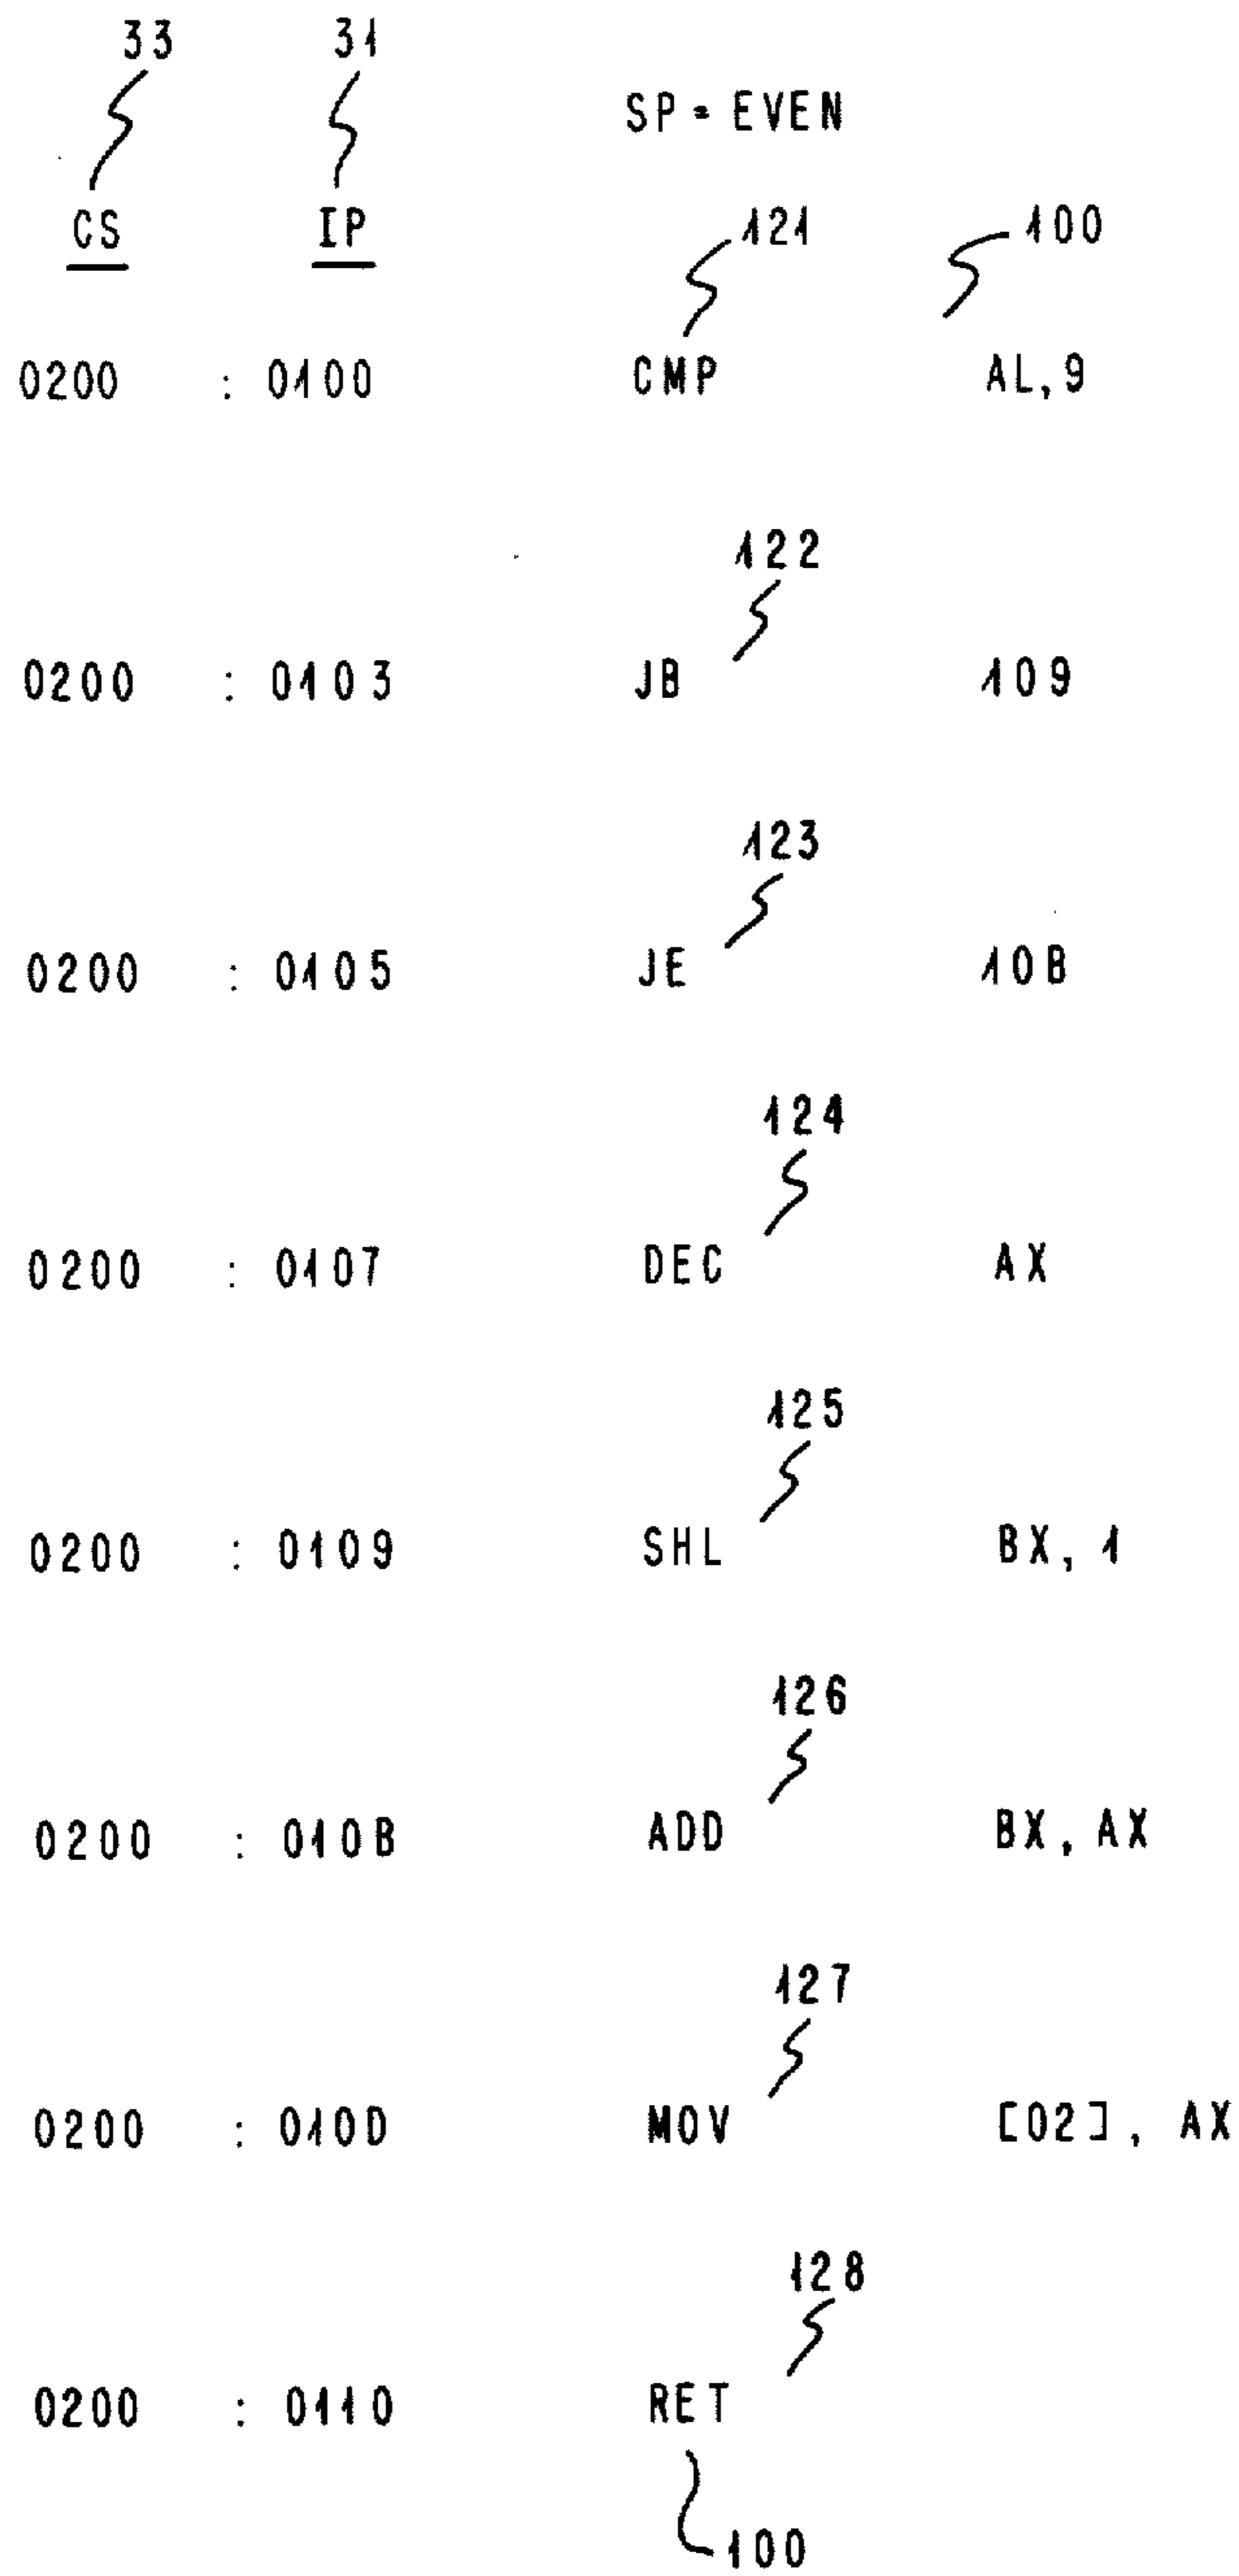 33 31
SP = EVEN
CS IP 121 100
0200 : 0100 CMP AL, 9
122
0200 : 0103 JB 109
123
0200 : 0105 JE 10B
124
0200 : 0107 DEC AX
125
0200 : 0109 SHL BX, 1
126
0200 : 010B ADD BX, AX
127
0200 : 010D MOV [02], AX
128
0200 : 0110 RET
100